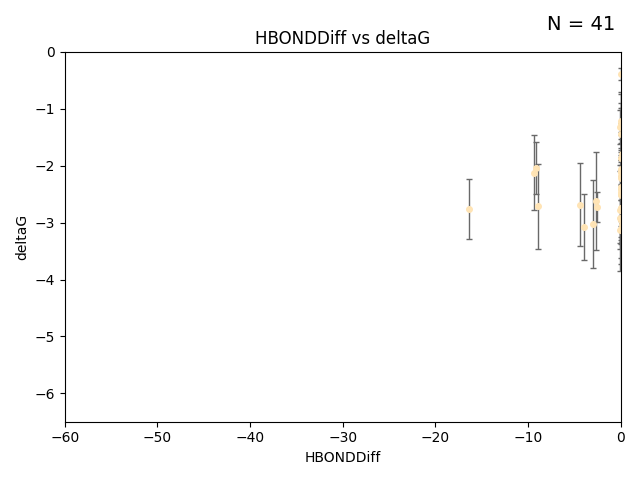 N = 41
HBONDDiff vs deltaG
0
−1
−2
−3
−4
−5
−6
deltaG
−60 −50 −40 −30 −20 −10 0
HBONDDiff